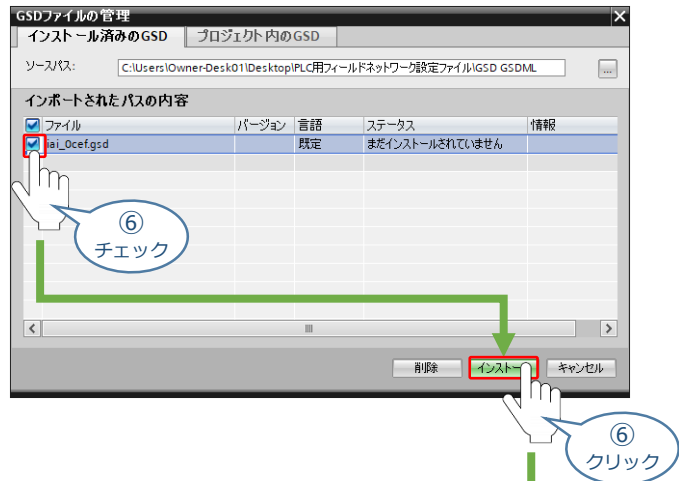 GSDファイルの管理
インストール済みのGSD
プロジェクト内のGSD
ソースパス:
C:\Users\Owner-Desk01\Desktop\PLC用フィールドネットワーク設定ファイル\GSD GSDML
...
インポートされたパスの内容
ファイル バージョン 言語 ステータス 情報
iai_0cef.gsd 既定 まだインストールされていません
⑥
チェック
削除 インストー キャンセル
⑥
クリック